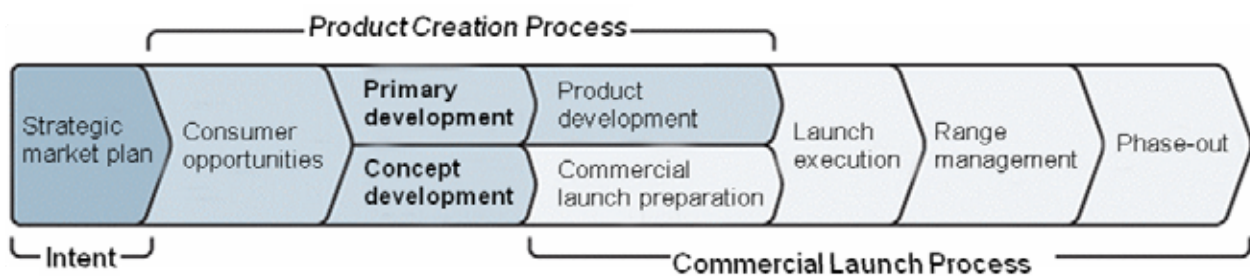 Product Creation Process
Strategic
market plan
Consumer
opportunities
Primary
development
Concept
development
Product
development
Commercial
launch preparation
Launch
execution
Range
management
Phase-out
Intent
Commercial Launch Process